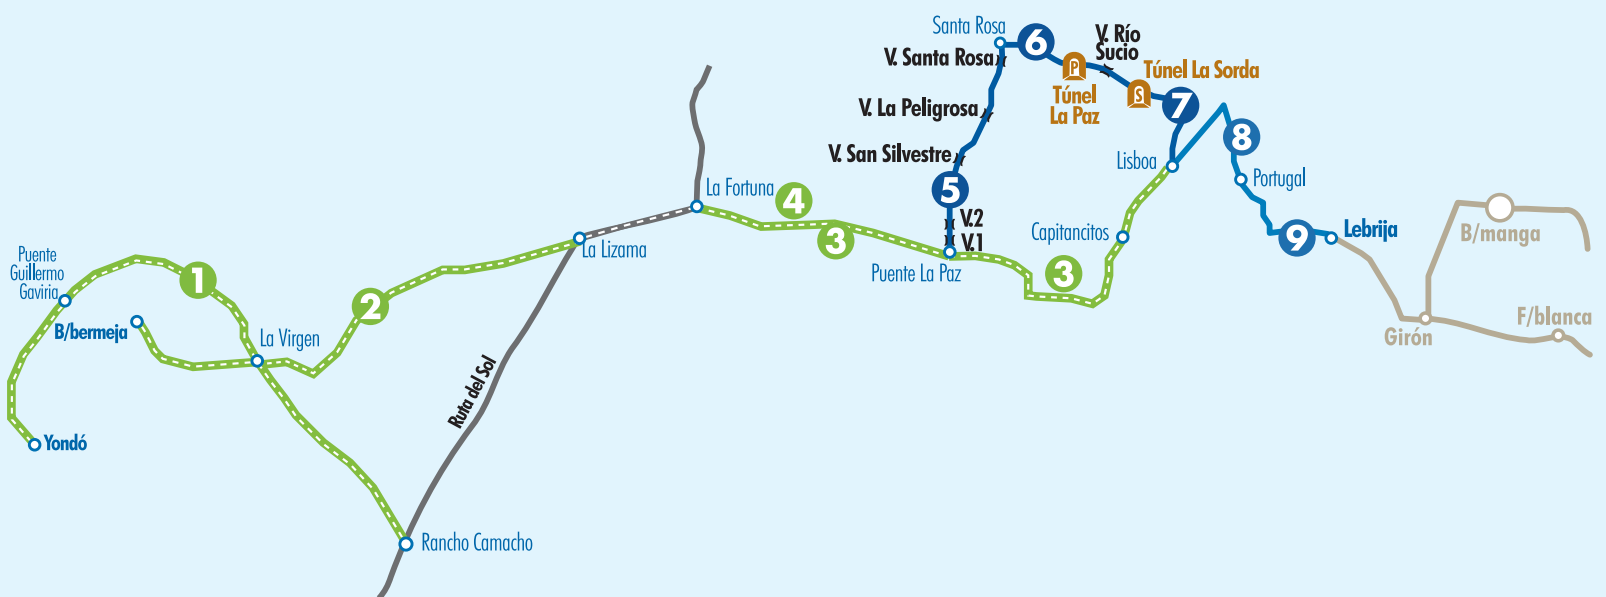 Santa Rosa
6
V. Río
Sucio
V. Santa Rosa
P
Túnel
La Paz
Túnel La Sorda
S
7
V. La Peligrosa
8
V. San Silvestre
Lisboa
Portugal
5
La Fortuna
4
V.2
V.1
3
Capitancitos
9
Lebrija
B/manga
La Lizama
Puente La Paz
3
Puente
Guillermo
Gaviria
1
2
B/bermeja
La Virgen
Girón
F/blanca
Ruta del Sol
Yondó
Rancho Camacho